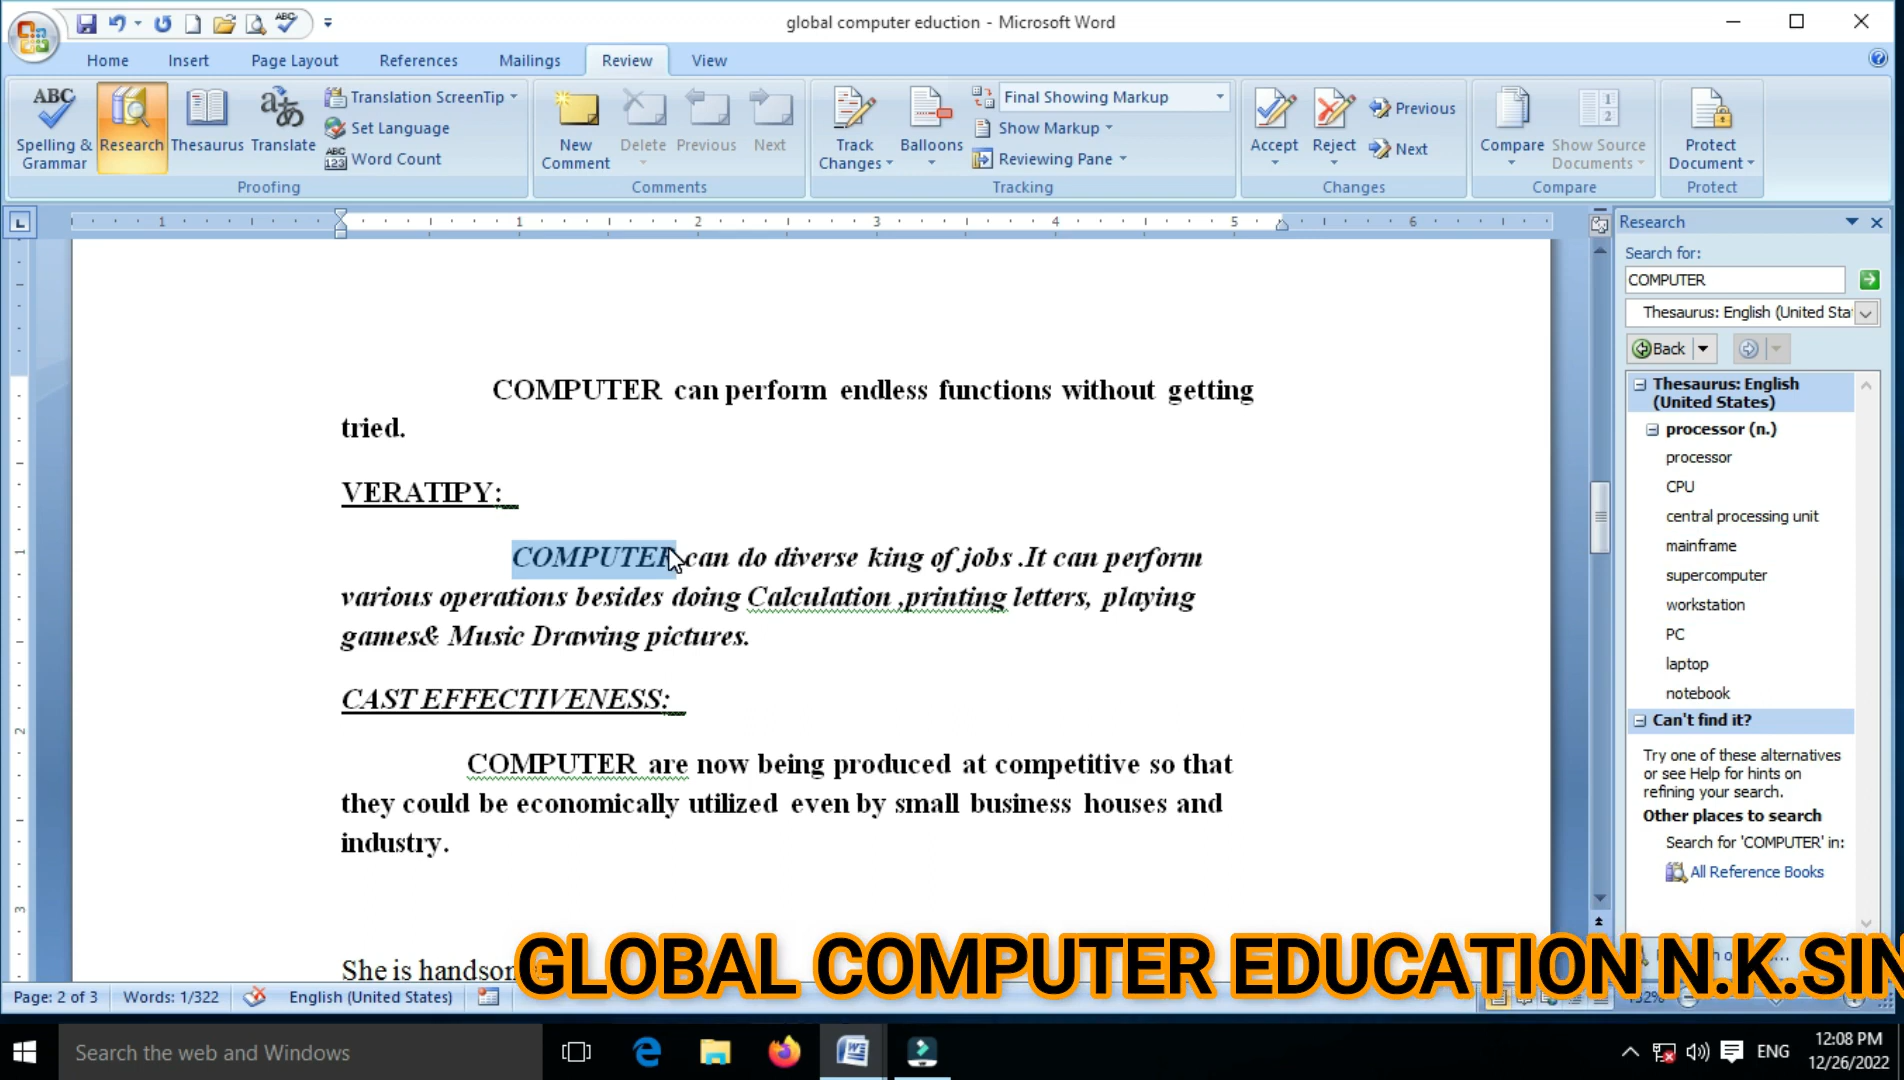 global computer eduction - Microsoft Word
Home Insert Page Layout References Mailings Review View
ABC Spelling & Grammar
Research
Thesaurus
Translate
Translation ScreenTip
Set Language
Word Count
Proofing
New Comment
Delete
Previous
Next
Comments
Track Changes
Balloons
Final Showing Markup
Show Markup
Reviewing Pane
Tracking
Accept
Reject
Previous
Next
Changes
Compare
Show Source Documents
Compare
Protect Document
Protect
1 1 2 3 4 5 6
COMPUTER can perform endless functions without getting
tried.
VERATIPY:
COMPUTER can do diverse king of jobs .It can perform
various operations besides doing Calculation ,printing letters, playing
games& Music Drawing pictures.
CAST EFFECTIVENESS:
COMPUTER are now being produced at competitive so that
they could be economically utilized even by small business houses and
industry.
She is handson
Research
Search for:
COMPUTER
Thesaurus: English (United Sta
Back
Thesaurus: English
(United States)
processor (n.)
processor
CPU
central processing unit
mainframe
supercomputer
workstation
PC
laptop
notebook
Can't find it?
Try one of these alternatives
or see Help for hints on
refining your search.
Other places to search
Search for 'COMPUTER' in:
All Reference Books
GLOBAL COMPUTER EDUCATION N.K.SIN
Page: 2 of 3 Words: 1/322 English (United States)
Search the web and Windows
ENG
12:08 PM
12/26/2022